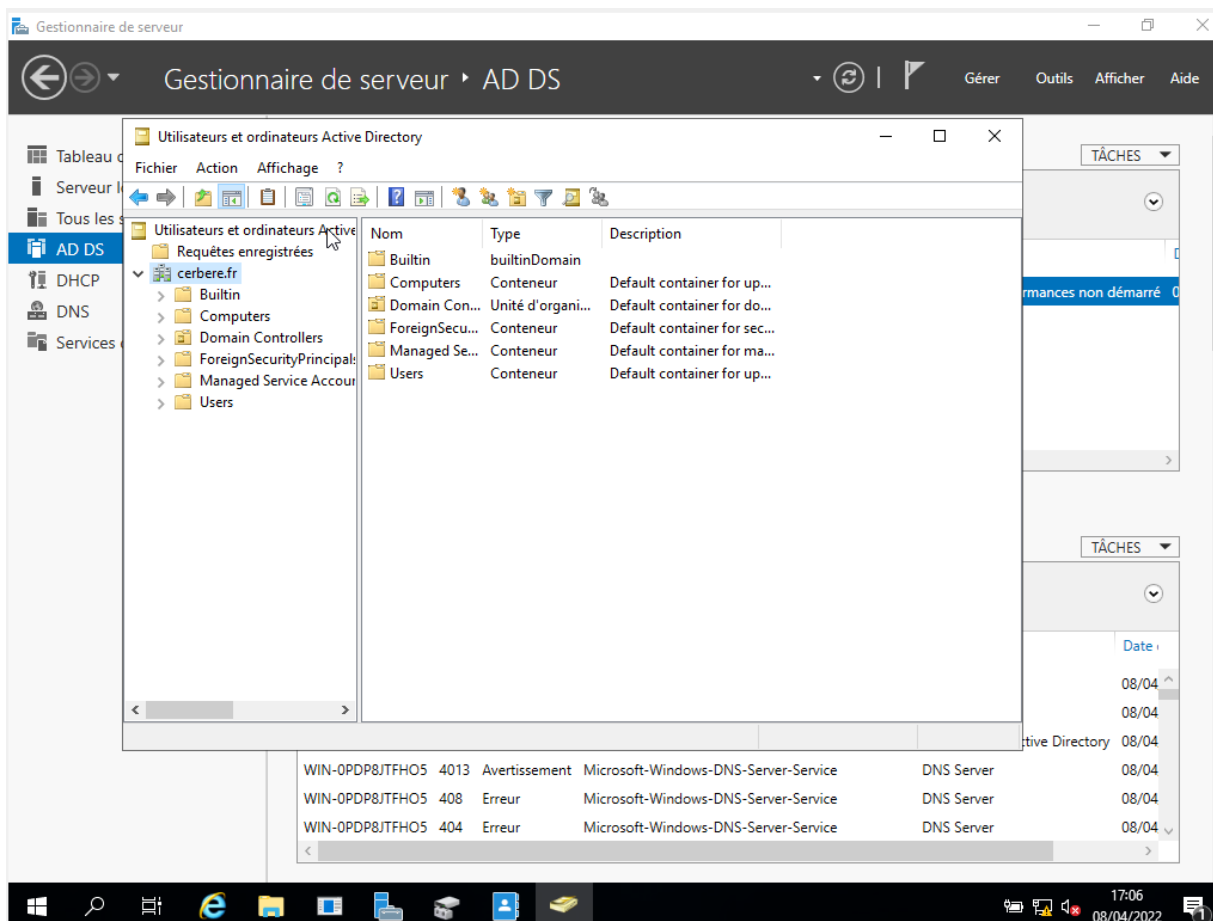 Gestionnaire de serveur
Gestionnaire de serveur ‣ AD DS
Gérer Outils Afficher Aide
Tableau
Serveur
Tous les
AD DS
DHCP
DNS
Services
TÂCHES
rmances non démarré 0
Utilisateurs et ordinateurs Active Directory
Fichier Action Affichage ?
Utilisateurs et ordinateurs Active
Requêtes enregistrées
cerbere.fr
Builtin
Computers
Domain Controllers
ForeignSecurityPrincipals
Managed Service Accour
Users
Nom Type Description
Builtin builtinDomain
Computers Conteneur Default container for up...
Domain Con... Unité d'organi... Default container for do...
ForeignSecu... Conteneur Default container for sec...
Managed Se... Conteneur Default container for ma...
Users Conteneur Default container for up...
TÂCHES
Date
08/04
08/04
ctive Directory 08/04
WIN-0PDP8JTFHO5 4013 Avertissement Microsoft-Windows-DNS-Server-Service DNS Server 08/04
WIN-0PDP8JTFHO5 408 Erreur Microsoft-Windows-DNS-Server-Service DNS Server 08/04
WIN-0PDP8JTFHO5 404 Erreur Microsoft-Windows-DNS-Server-Service DNS Server 08/04
17:06
08/04/2022
1